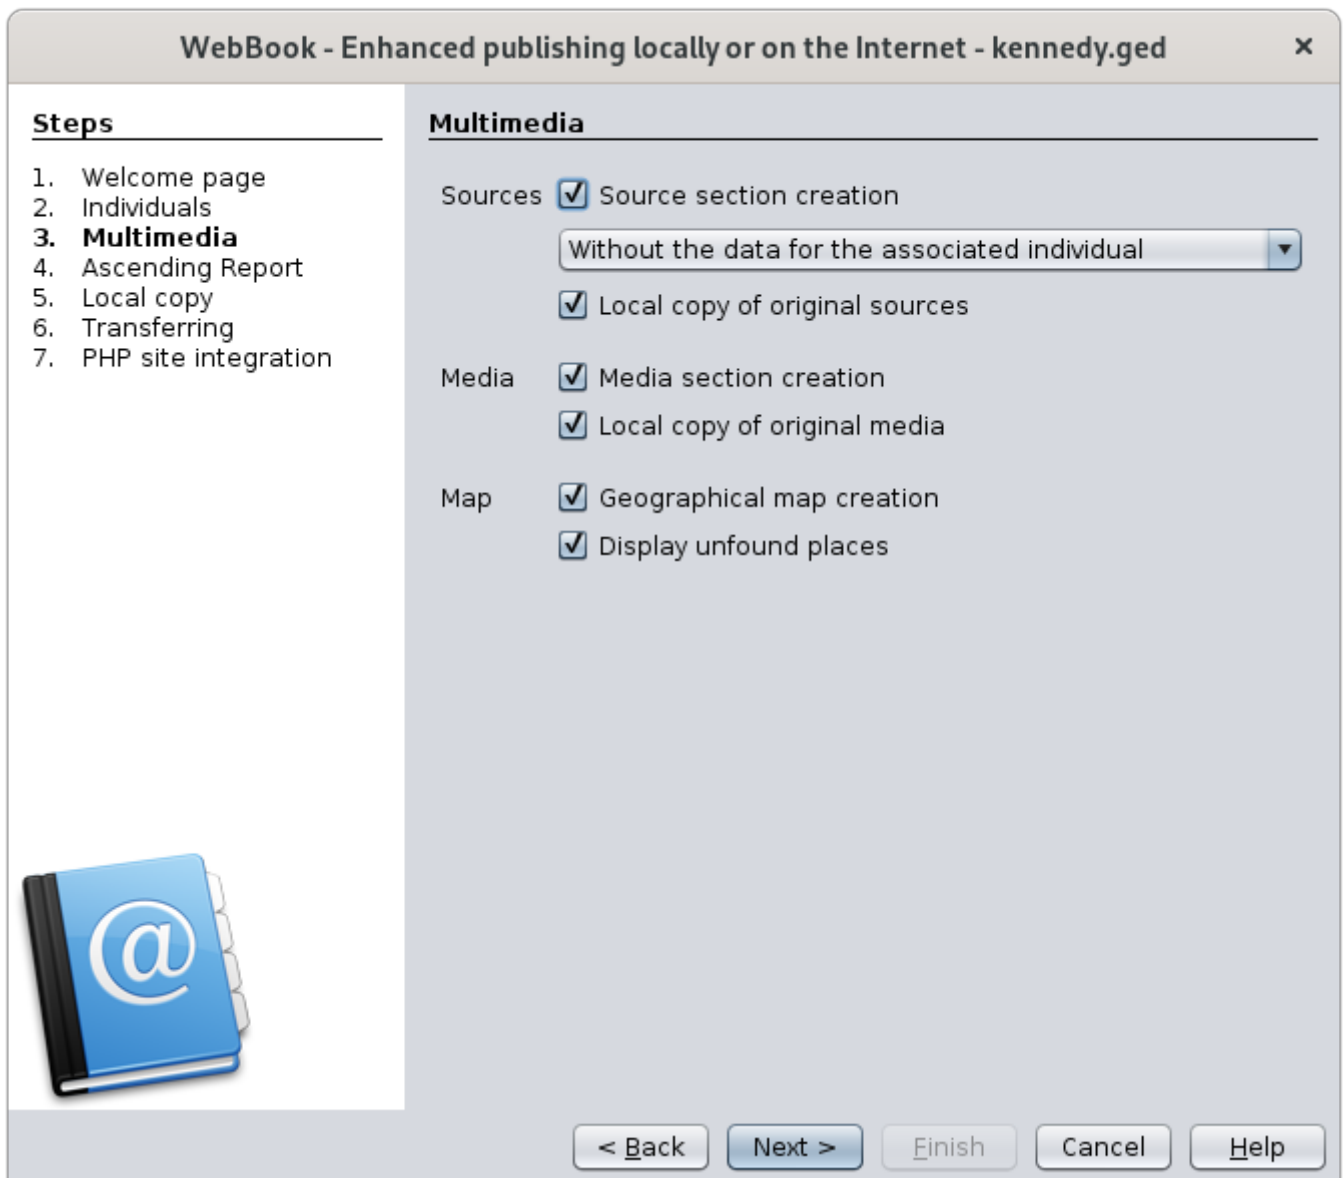 WebBook - Enhanced publishing locally or on the Internet - kennedy.ged ×
Steps
1. Welcome page
2. Individuals
3. Multimedia
4. Ascending Report
5. Local copy
6. Transferring
7. PHP site integration
@
Multimedia
Sources Source section creation
Without the data for the associated individual
Local copy of original sources
Media Media section creation
Local copy of original media
Map Geographical map creation
Display unfound places
< Back Next > Finish Cancel Help